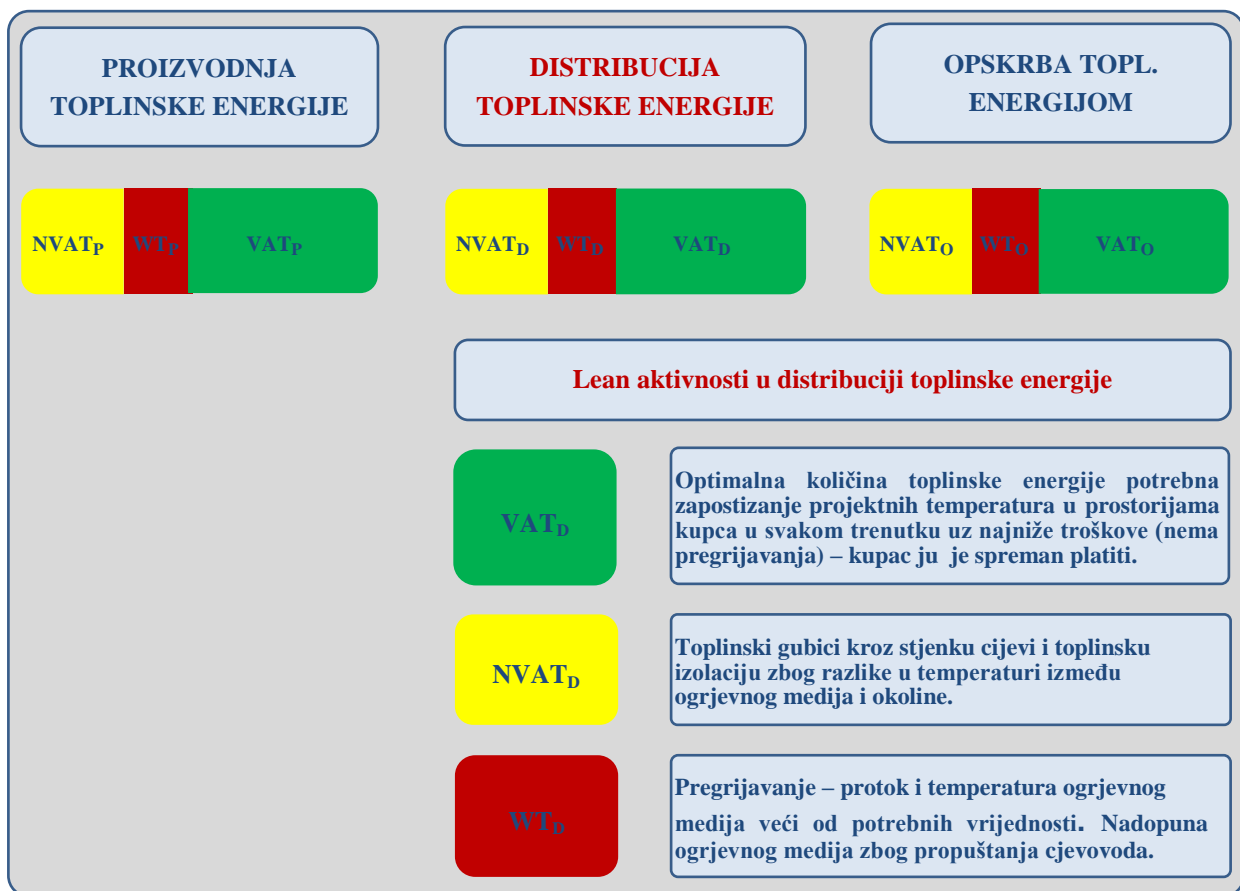 PROIZVODNJA
TOPLINSKE ENERGIJE
DISTRIBUCIJA
TOPLINSKE ENERGIJE
OPSKRBA TOPL.
ENERGIJOM
NVATP WTP VATP
NVATD WTD VATD
NVATO WTO VATO
Lean aktivnosti u distribuciji toplinske energije
VATD
Optimalna količina toplinske energije potrebna
zapostizanje projektnih temperatura u prostorijama
kupca u svakom trenutku uz najniže troškove (nema
pregrijavanja) – kupac ju je spreman platiti.
NVATD
Toplinski gubici kroz stjenku cijevi i toplinsku
izolaciju zbog razlike u temperaturi između
ogrjevnog medija i okoline.
WTD
Pregrijavanje – protok i temperatura ogrjevnog
medija veći od potrebnih vrijednosti. Nadopuna
ogrjevnog medija zbog propuštanja cjevovoda.